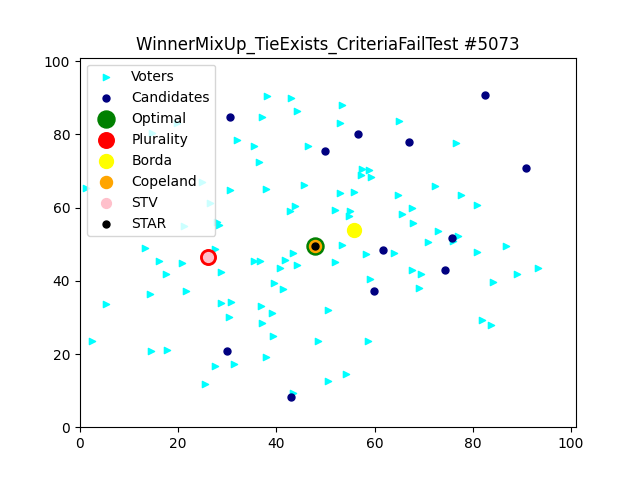 WinnerMixUp_TieExists_CriteriaFailTest #5073
100
80
60
40
20
0
Voters
Candidates
Optimal
Plurality
Borda
Copeland
STV
STAR
0 20 40 60 80 100